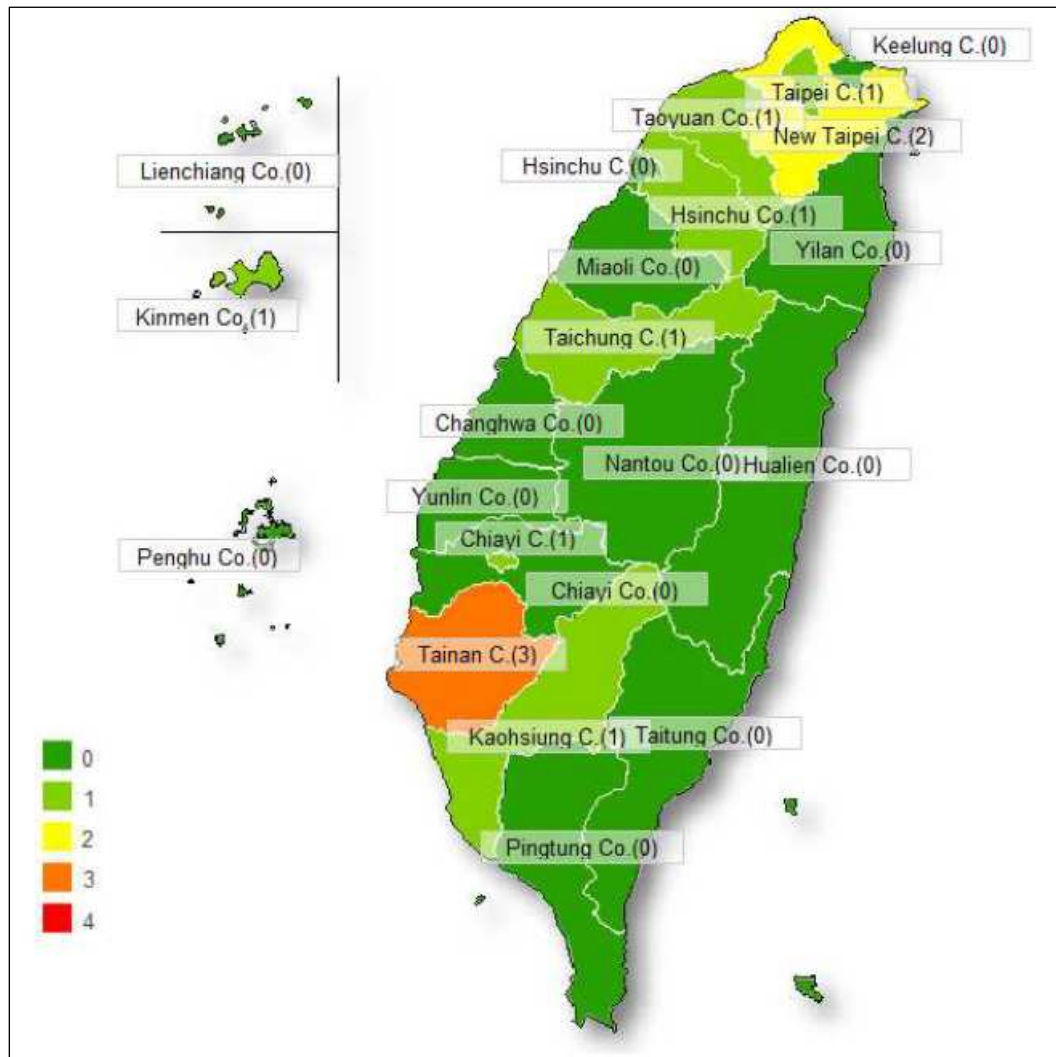 Keelung C.(0)
Taipei C.(1)
Taoyuan Co.(1)
New Taipei C.(2)
Lienchiang Co.(0)
Hsinchu C.(0)
Hsinchu Co.(1)
Yilan Co.(0)
Miaoli Co.(0)
Kinmen Co.(1)
Taichung C.(1)
Changhwa Co.(0)
Nantou Co.(0)
Hualien Co.(0)
Yunlin Co.(0)
Chiayi C.(1)
Penghu Co.(0)
Chiayi Co.(0)
Tainan C.(3)
Kaohsiung C.(1)
Taitung Co.(0)
Pingtung Co.(0)
0
1
2
3
4